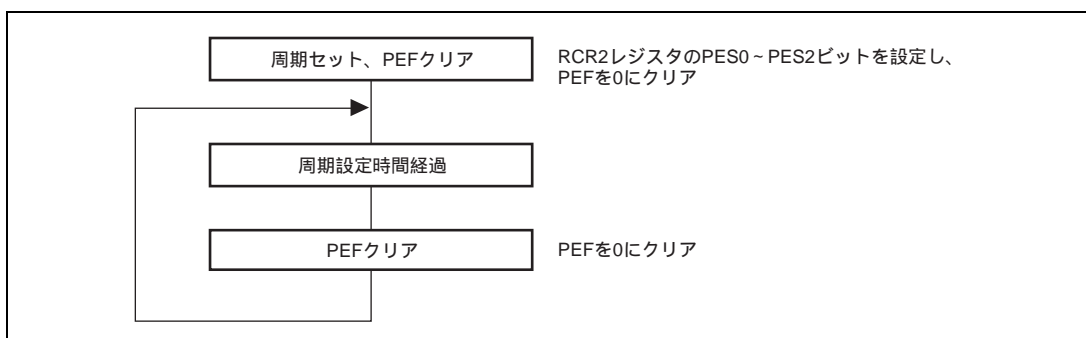 周期セット、PEFクリア
RCR2レジスタのPES0～PES2ビットを設定し、
PEFを0にクリア
周期設定時間経過
PEFクリア
PEFを0にクリア